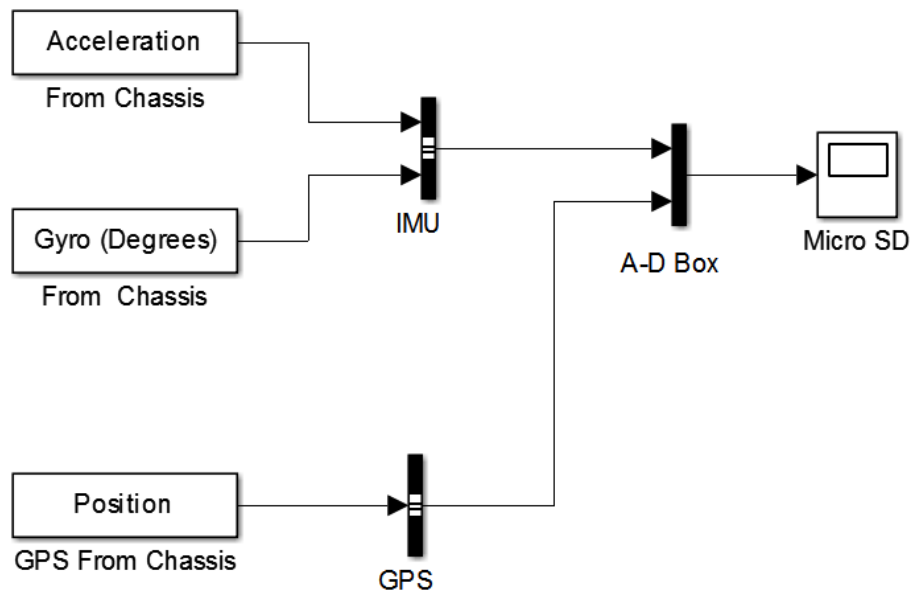 Acceleration
From Chassis
IMU
Gyro (Degrees)
From  Chassis
A-D Box
Micro SD
Position
GPS From Chassis
GPS